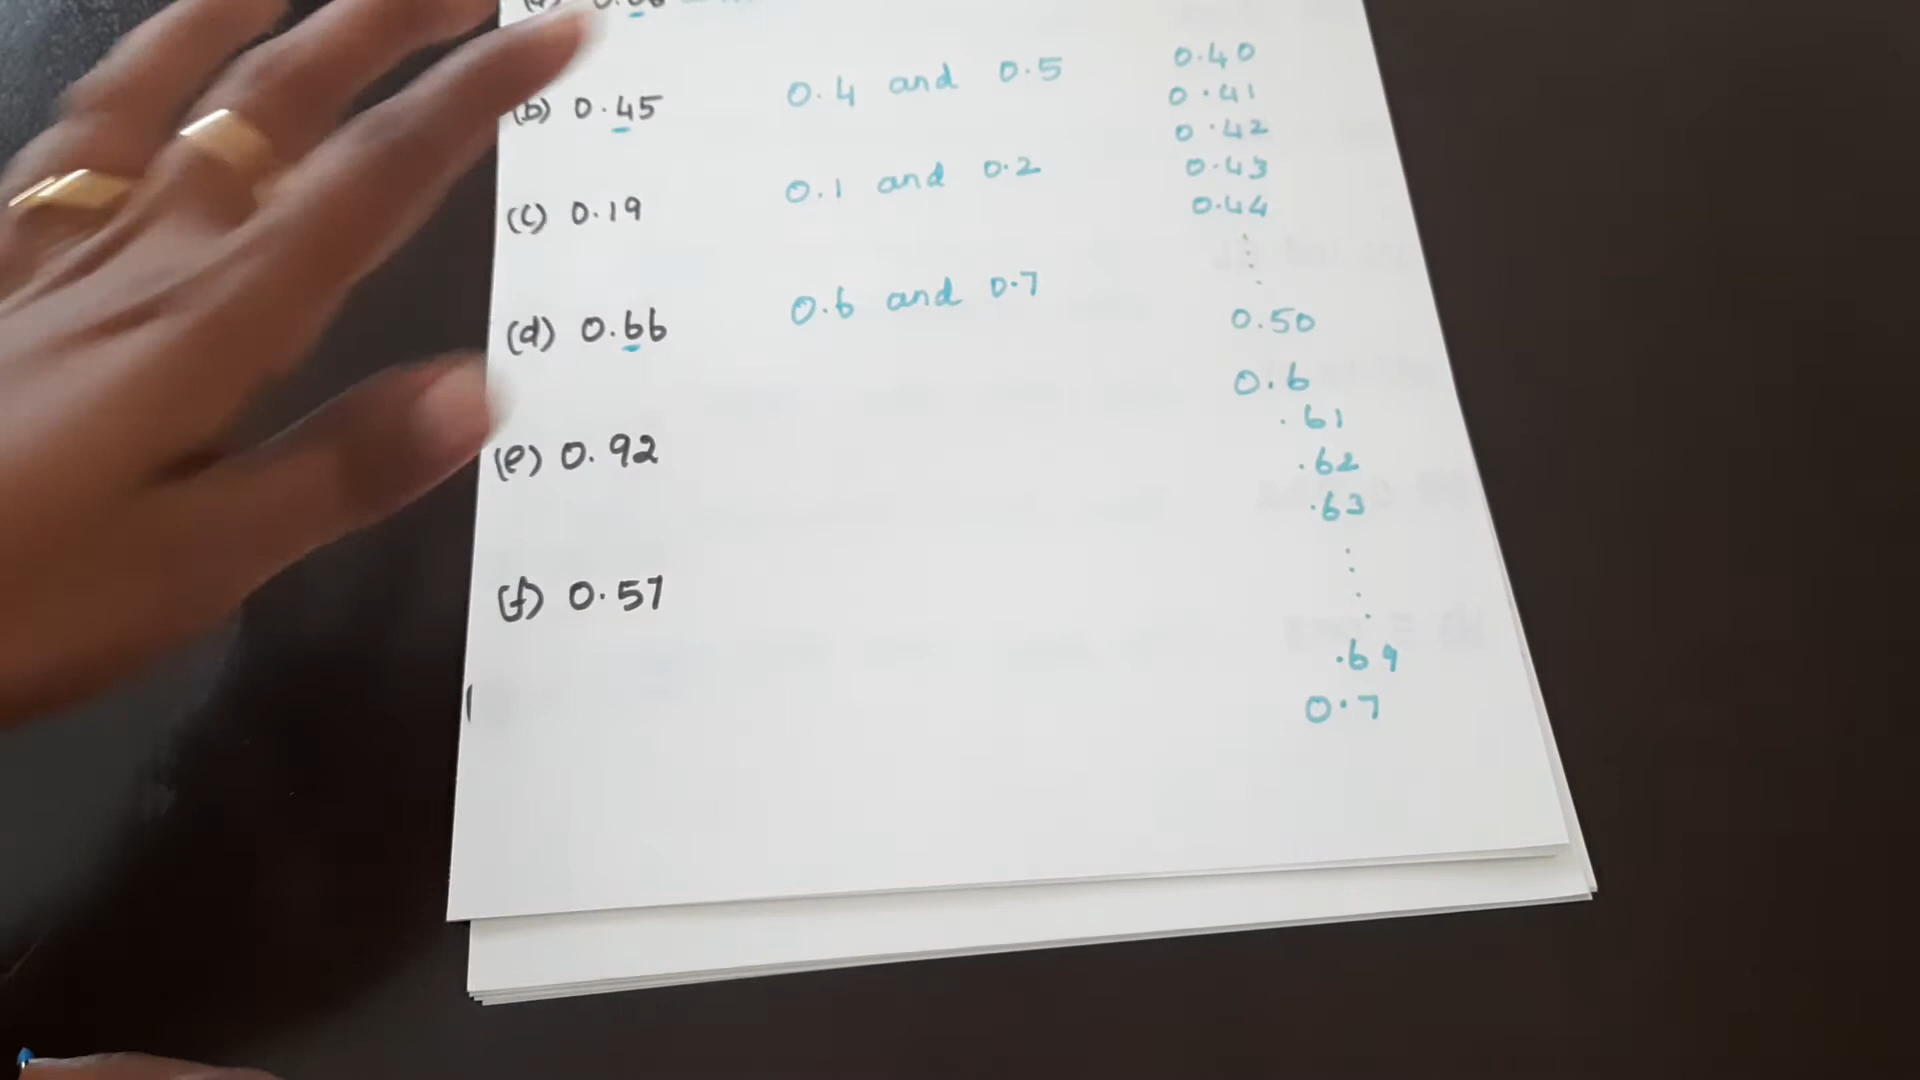 (b) 0.45 0.4 and 0.5
(c) 0.19 0.1 and 0.2
(d) 0.66 0.6 and 0.7
(e) 0.92
(f) 0.57
0.40
0.41
0.42
0.43
0.44
0.50
0.6
.61
.62
.63
.69
0.7